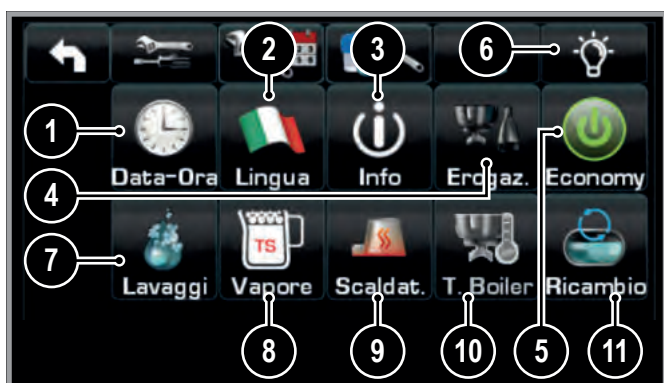 2 3 6
1
Data-Ora Lingua Info Erogaz. Economy
4
TS
7
Lavaggi Vapore Scaldat. T. Boiler Ricambio
8 9 10 5 11